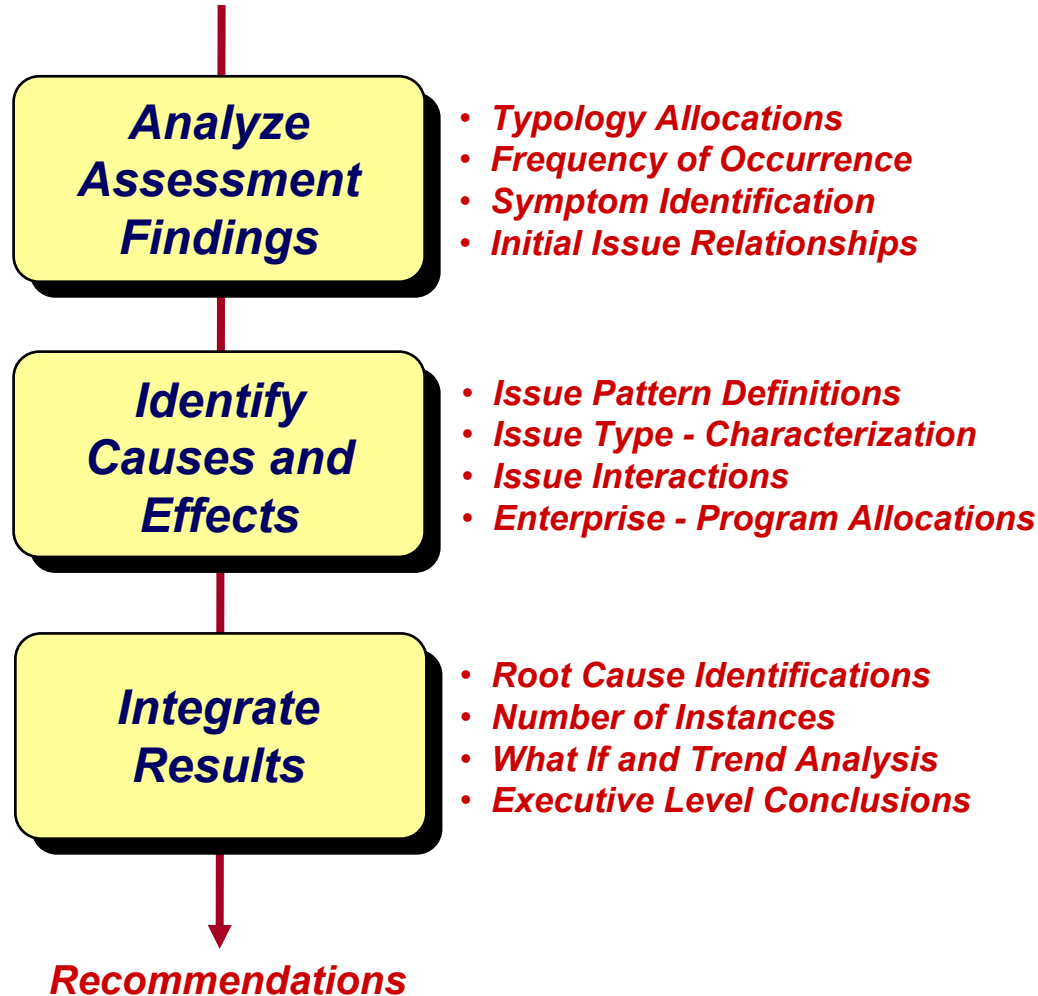 Analyze
Assessment
Findings
• Typology Allocations
• Frequency of Occurrence
• Symptom Identification
• Initial Issue Relationships
Identify
Causes and
Effects
• Issue Pattern Definitions
• Issue Type - Characterization
• Issue Interactions
• Enterprise - Program Allocations
Integrate
Results
• Root Cause Identifications
• Number of Instances
• What If and Trend Analysis
• Executive Level Conclusions
Recommendations